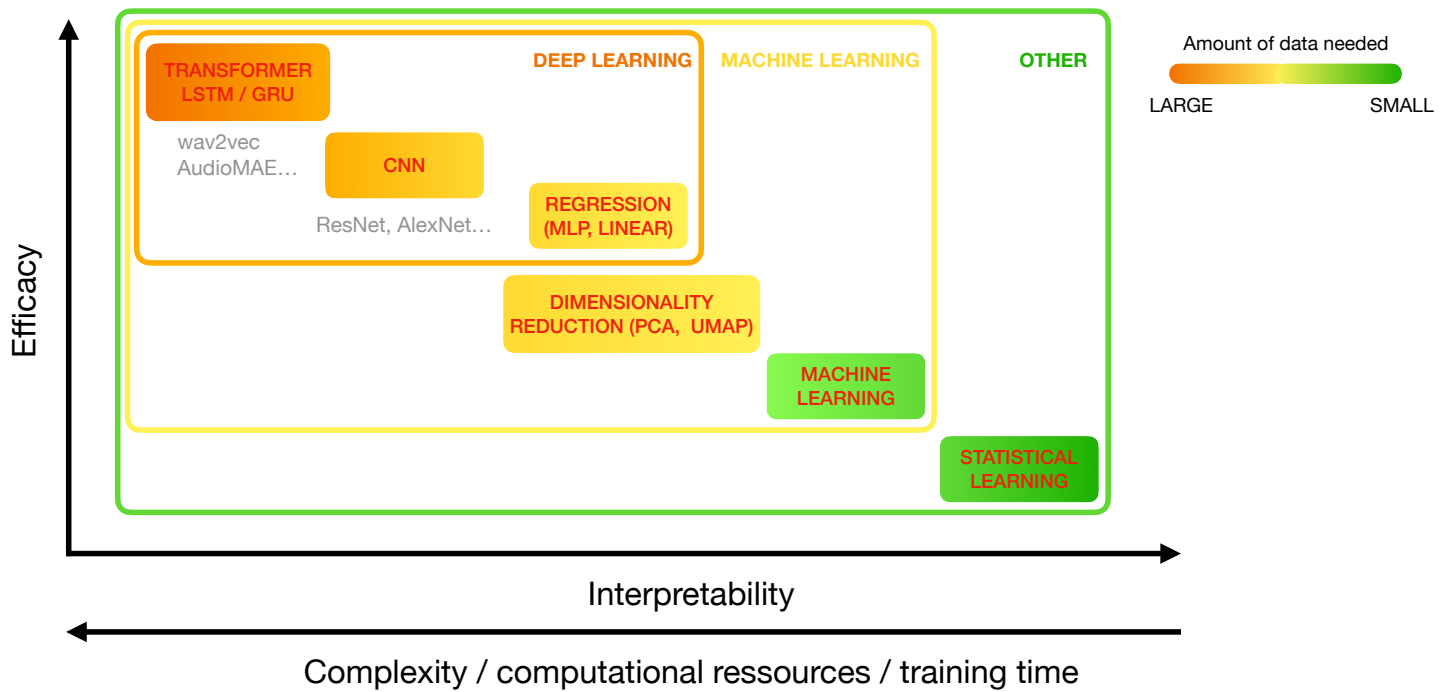 DEEP LEARNING
MACHINE LEARNING
OTHER
Amount of data needed
LARGE
SMALL
TRANSFORMER
LSTM / GRU
wav2vec
AudioMAE…
CNN
ResNet, AlexNet…
REGRESSION
(MLP, LINEAR)
DIMENSIONALITY
REDUCTION (PCA, UMAP)
MACHINE
LEARNING
STATISTICAL
LEARNING
Efficacy
Interpretability
Complexity / computational ressources / training time